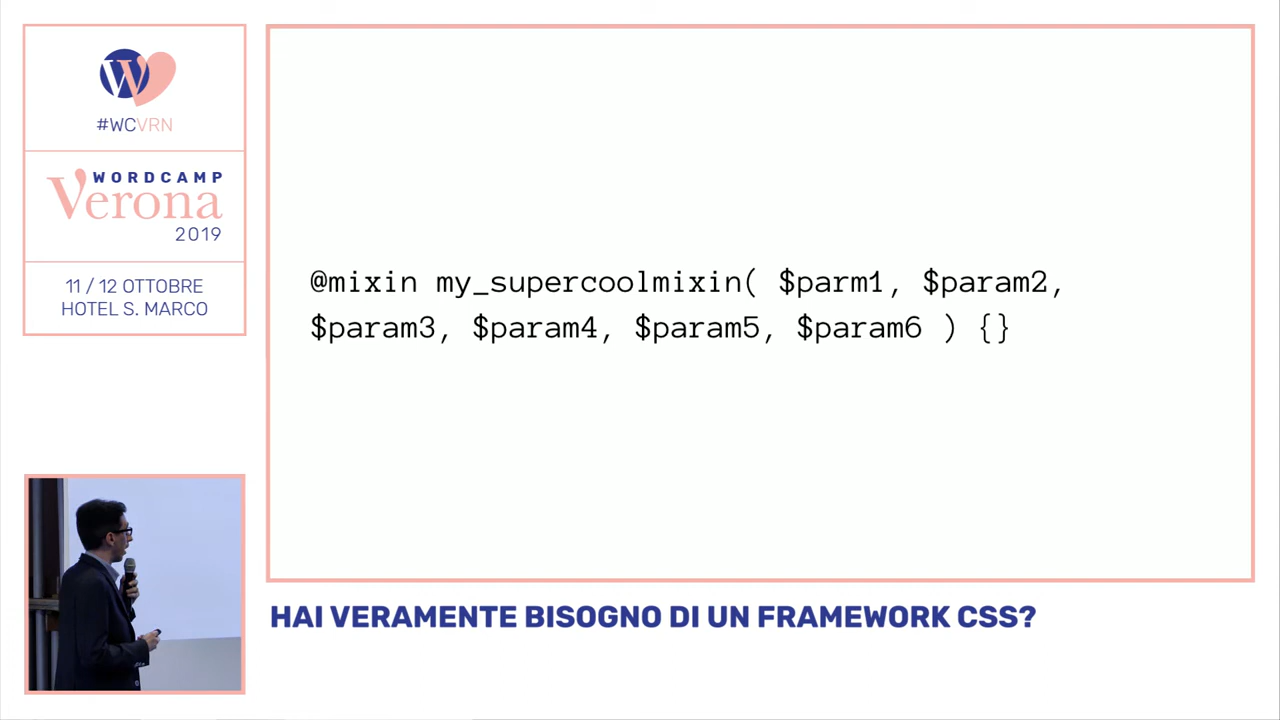 #WCVRN
WORDCAMP
Verona
2019
11 / 12 OTTOBRE
HOTEL S. MARCO
@mixin my_supercoolmixin( $parm1, $param2,
$param3, $param4, $param5, $param6 ) {}
HAI VERAMENTE BISOGNO DI UN FRAMEWORK CSS?